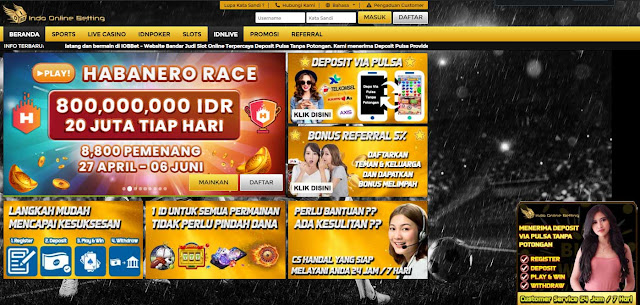 Lupa Kata Sandi ?
Hubungi Kami
Bahasa
Pengaduan Customer
Indo Online Betting
Username
Kata Sandi
MASUK
DAFTAR
BERANDA
SPORTS
LIVE CASINO
IDNPOKER
SLOTS
IDNLIVE
PROMOSI
REFERRAL
INFO TERBARU:
latang dan bermain di IOBBet - Website Bandar Judi Slot Online Terpercaya Deposit Pulsa Tanpa Potongan. Kami menerima Deposit Pulsa Provide
PLAY!
HABANERO RACE
800,000,000 IDR
20 JUTA TIAP HARI
8,800 PEMENANG
27 APRIL - 06 JUNI
MAINKAN
DAFTAR
DEPOSIT VIA PULSA
TELKOMSEL
AXIS
Deposit
Via Pulsa
Tanpa
Potongan
KLIK DISINI
BONUS REFERRAL 5%
DAFTARKAN
TEMAN & KELUARGA
DAN DAPATKAN
BONUS MELIMPAH
KLIK DISINI
LANGKAH MUDAH
MENCAPAI KESUKSESAN
1 Register
2 Deposit
3 Play & Win
4 Withdraw
1 ID UNTUK SEMUA PERMAINAN
TIDAK PERLU PINDAH DANA
PERLU BANTUAN ??
ADA KESULITAN ??
CS HANDAL YANG SIAP
MELAYANI ANDA 24 JAM / 7 HARI
Indo Online Betting
MENERIMA DEPOSIT
VIA PULSA TANPA
POTONGAN
REGISTER
DEPOSIT
PLAY & WIN
WITHDRAW
Customer Service 24 Jam / 7 Hari